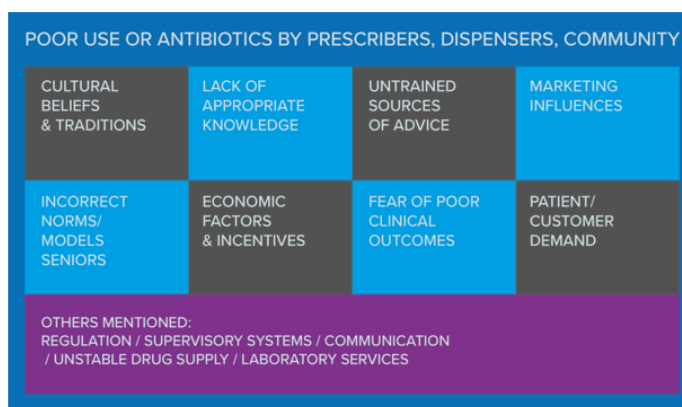 POOR USE OR ANTIBIOTICS BY PRESCRIBERS, DISPENSERS, COMMUNITY
CULTURAL
BELIEFS
& TRADITIONS
LACK OF
APPROPRIATE
KNOWLEDGE
UNTRAINED
SOURCES
OF ADVICE
MARKETING
INFLUENCES
INCORRECT
NORMS/
MODELS
SENIORS
ECONOMIC
FACTORS
& INCENTIVES
FEAR OF POOR
CLINICAL
OUTCOMES
PATIENT/
CUSTOMER
DEMAND
OTHERS MENTIONED:
REGULATION / SUPERVISORY SYSTEMS / COMMUNICATION
/ UNSTABLE DRUG SUPPLY / LABORATORY SERVICES